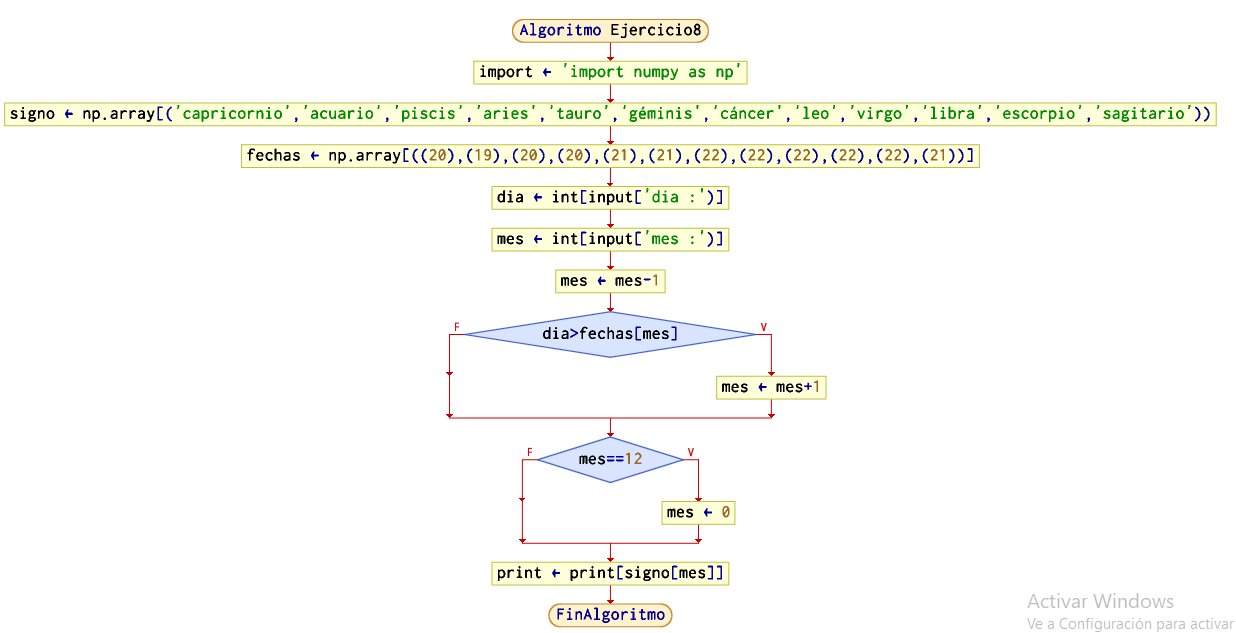 Algoritmo Ejercicio8
import ← 'import numpy as np'
signo ← np.array[('capricornio','acuario','piscis','aries','tauro','géminis','cáncer','leo','virgo','libra','escorpio','sagitario'))
fechas ← np.array[((20),(19),(20),(20),(21),(21),(22),(22),(22),(22),(22),(21))]
dia ← int[input['dia :')]
mes ← int[input['mes :')]
mes ← mes-1
F
dia>fechas[mes]
V
mes ← mes+1
F
mes==12
V
mes ← 0
print ← print[signo[mes]]
FinAlgoritmo
Activar Windows
Ve a Configuración para activar